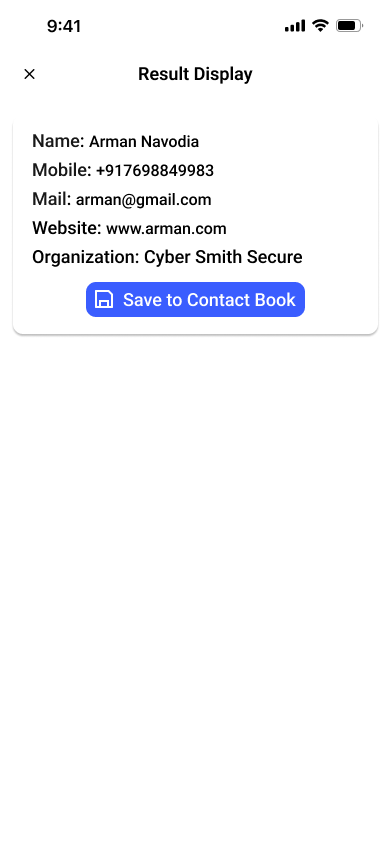 9:41
Result Display
Name: Arman Navodia
Mobile: +917698849983
Mail: arman@gmail.com
Website: www.arman.com
Organization: Cyber Smith Secure
Save to Contact Book